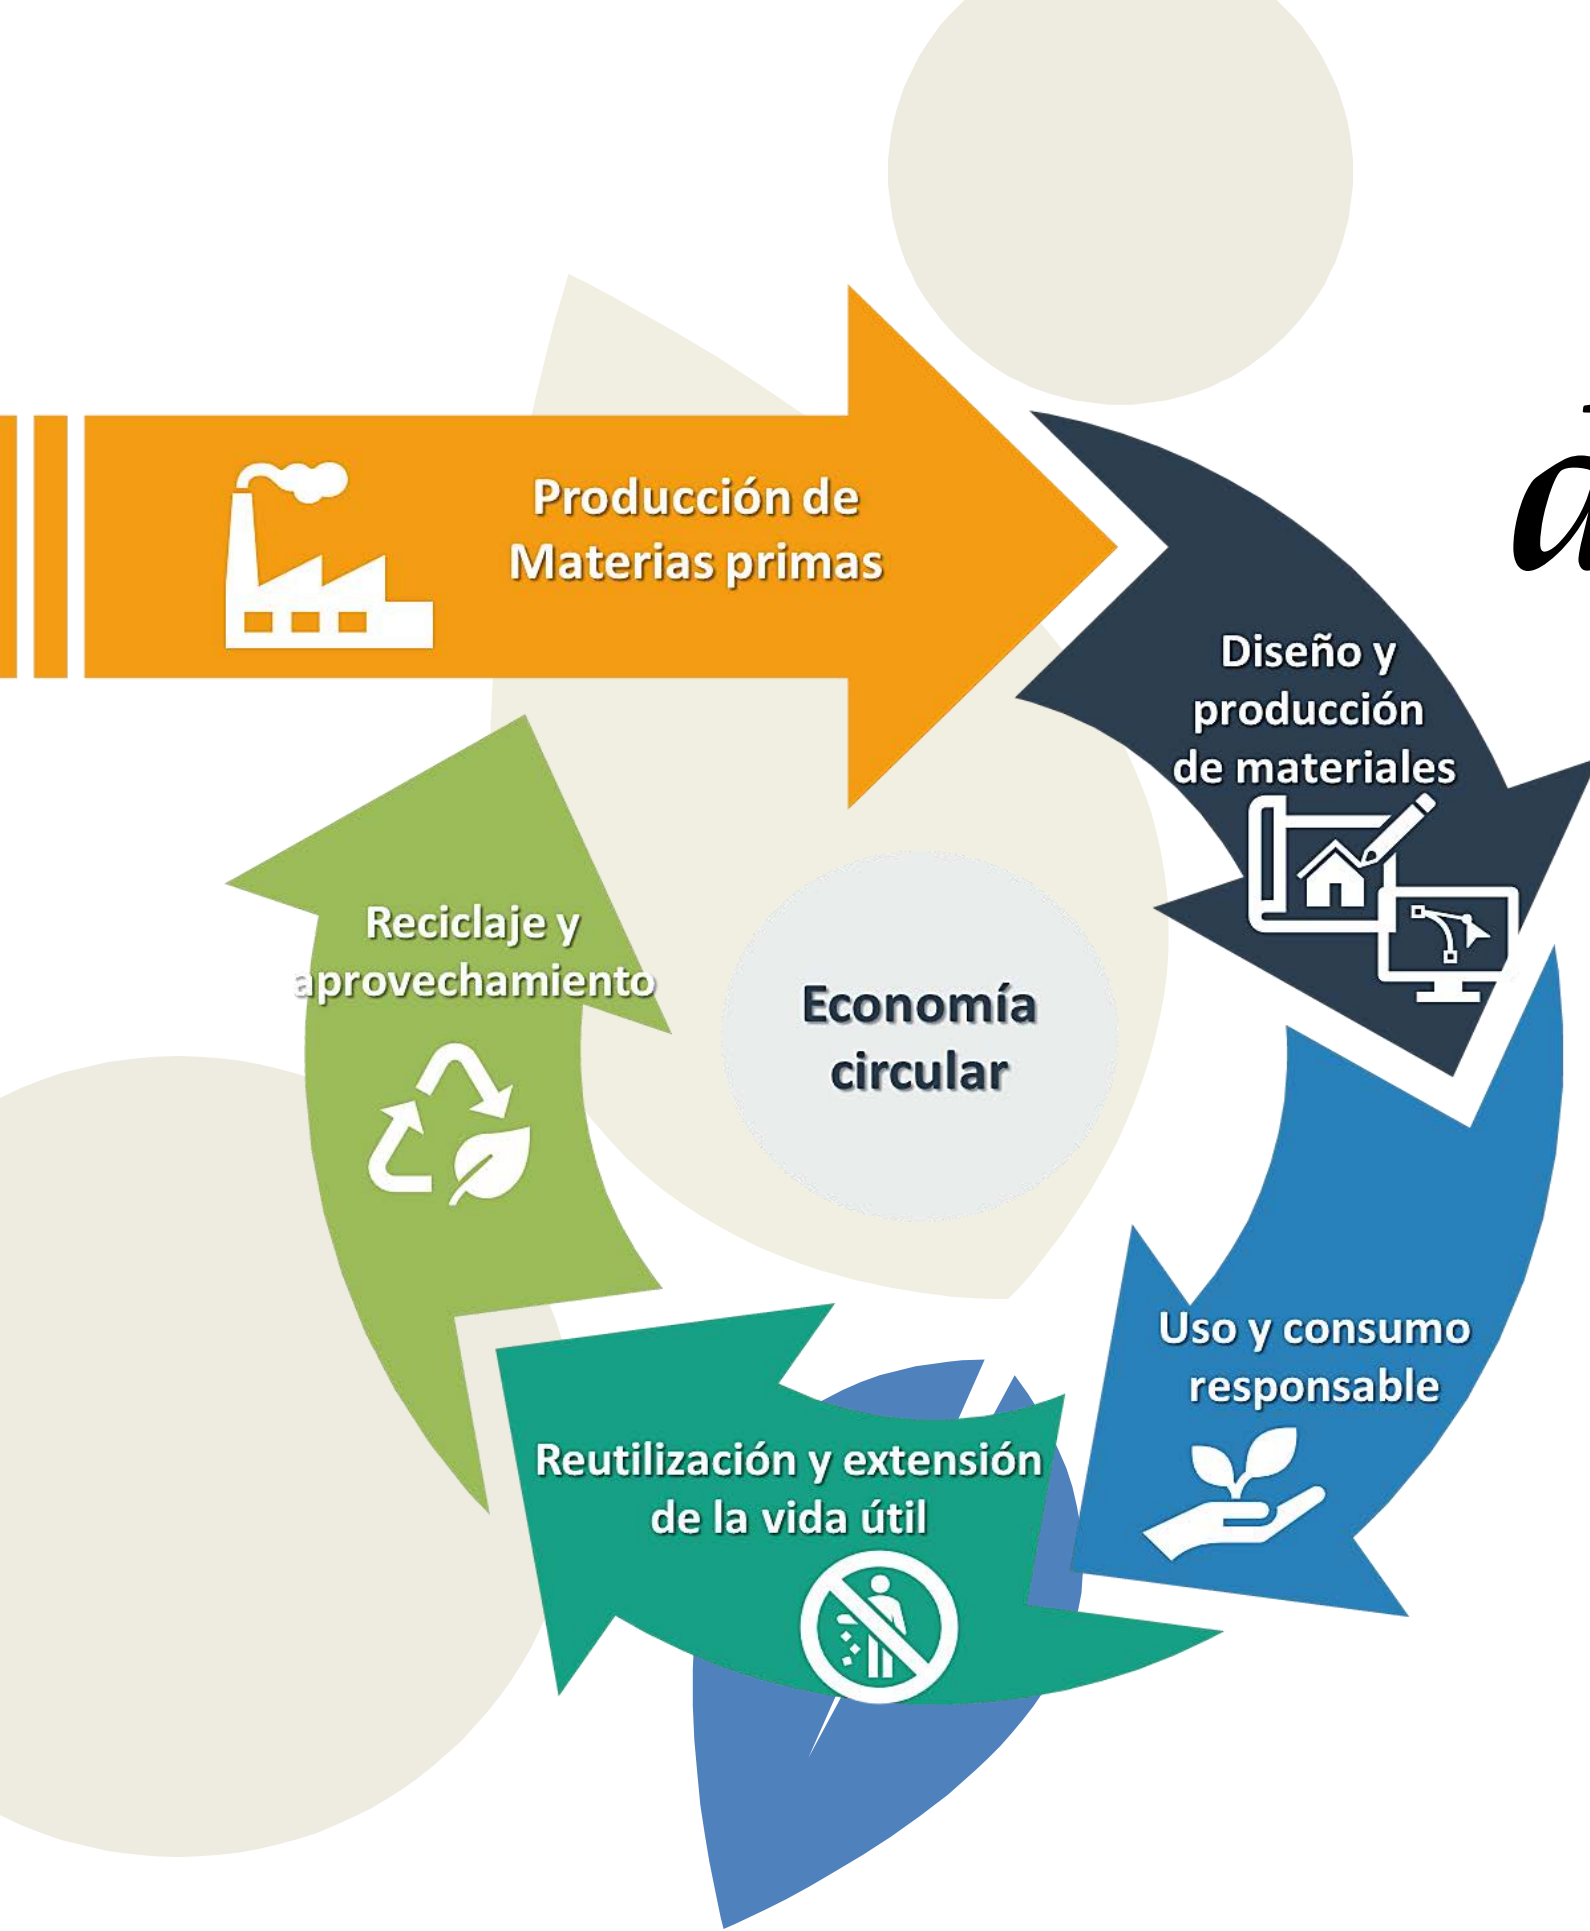 Producción de
Materias primas
Diseño y
producción
de materiales
Reciclaje y
aprovechamiento
Economía
circular
Uso y consumo
responsable
Reutilización y extensión
de la vida útil